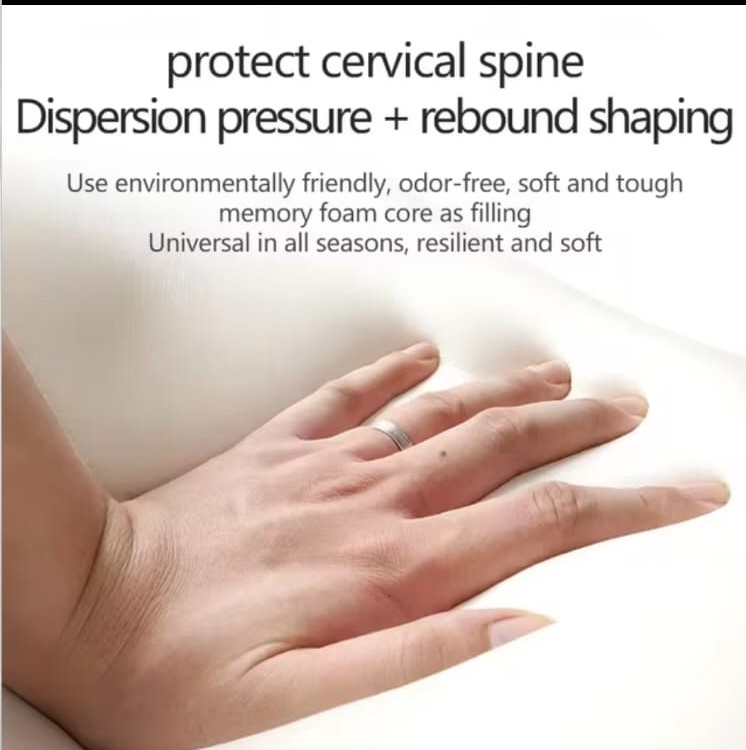 protect cervical spine
Dispersion pressure + rebound shaping
Use environmentally friendly, odor-free, soft and tough
memory foam core as filling
Universal in all seasons, resilient and soft